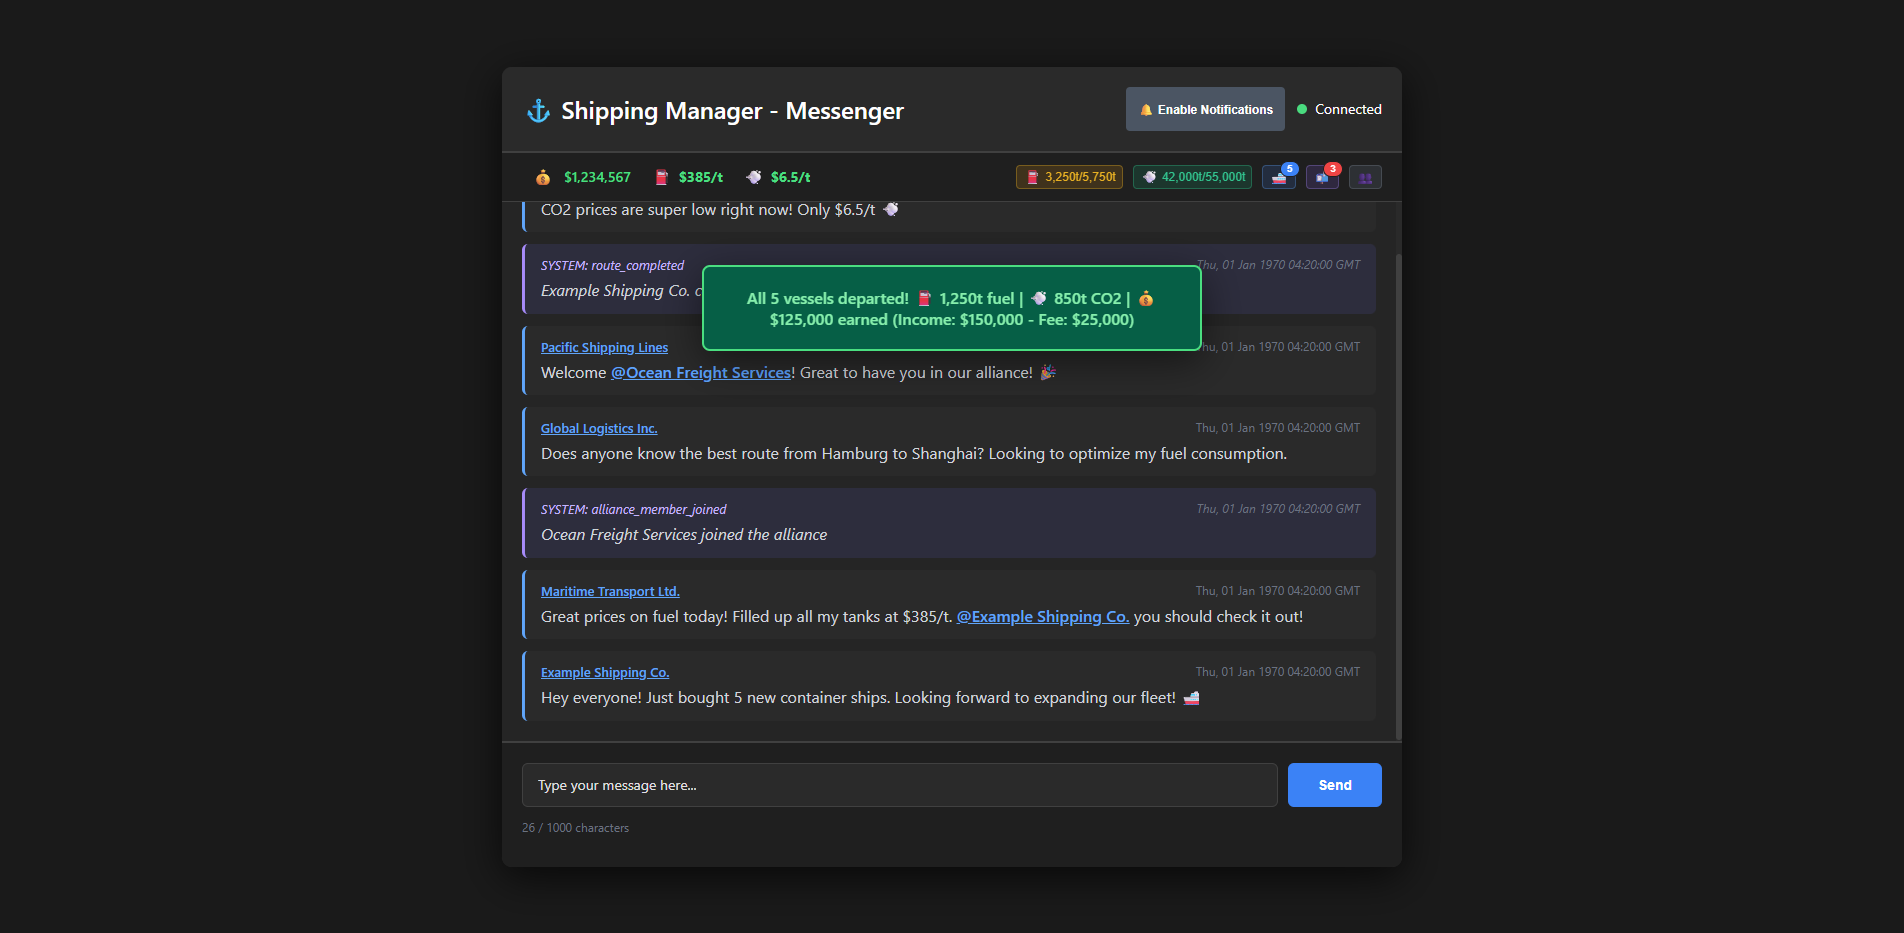 Shipping Manager - Messenger
Enable Notifications
Connected
$1,234,567
$385/t
$6.5/t
3,250t/5,750t
42,000t/55,000t
5
3
CO2 prices are super low right now! Only $6.5/t
SYSTEM: route_completed
Thu, 01 Jan 1970 04:20:00 GMT
Example Shipping Co. c
All 5 vessels departed! 1,250t fuel | 850t CO2 |
$125,000 earned (Income: $150,000 - Fee: $25,000)
Pacific Shipping Lines
hu, 01 Jan 1970 04:20:00 GMT
Welcome @Ocean Freight Services! Great to have you in our alliance!
Global Logistics Inc.
Thu, 01 Jan 1970 04:20:00 GMT
Does anyone know the best route from Hamburg to Shanghai? Looking to optimize my fuel consumption.
SYSTEM: alliance_member_joined
Thu, 01 Jan 1970 04:20:00 GMT
Ocean Freight Services joined the alliance
Maritime Transport Ltd.
Thu, 01 Jan 1970 04:20:00 GMT
Great prices on fuel today! Filled up all my tanks at $385/t. @Example Shipping Co. you should check it out!
Example Shipping Co.
Thu, 01 Jan 1970 04:20:00 GMT
Hey everyone! Just bought 5 new container ships. Looking forward to expanding our fleet!
Type your message here...
Send
26 / 1000 characters